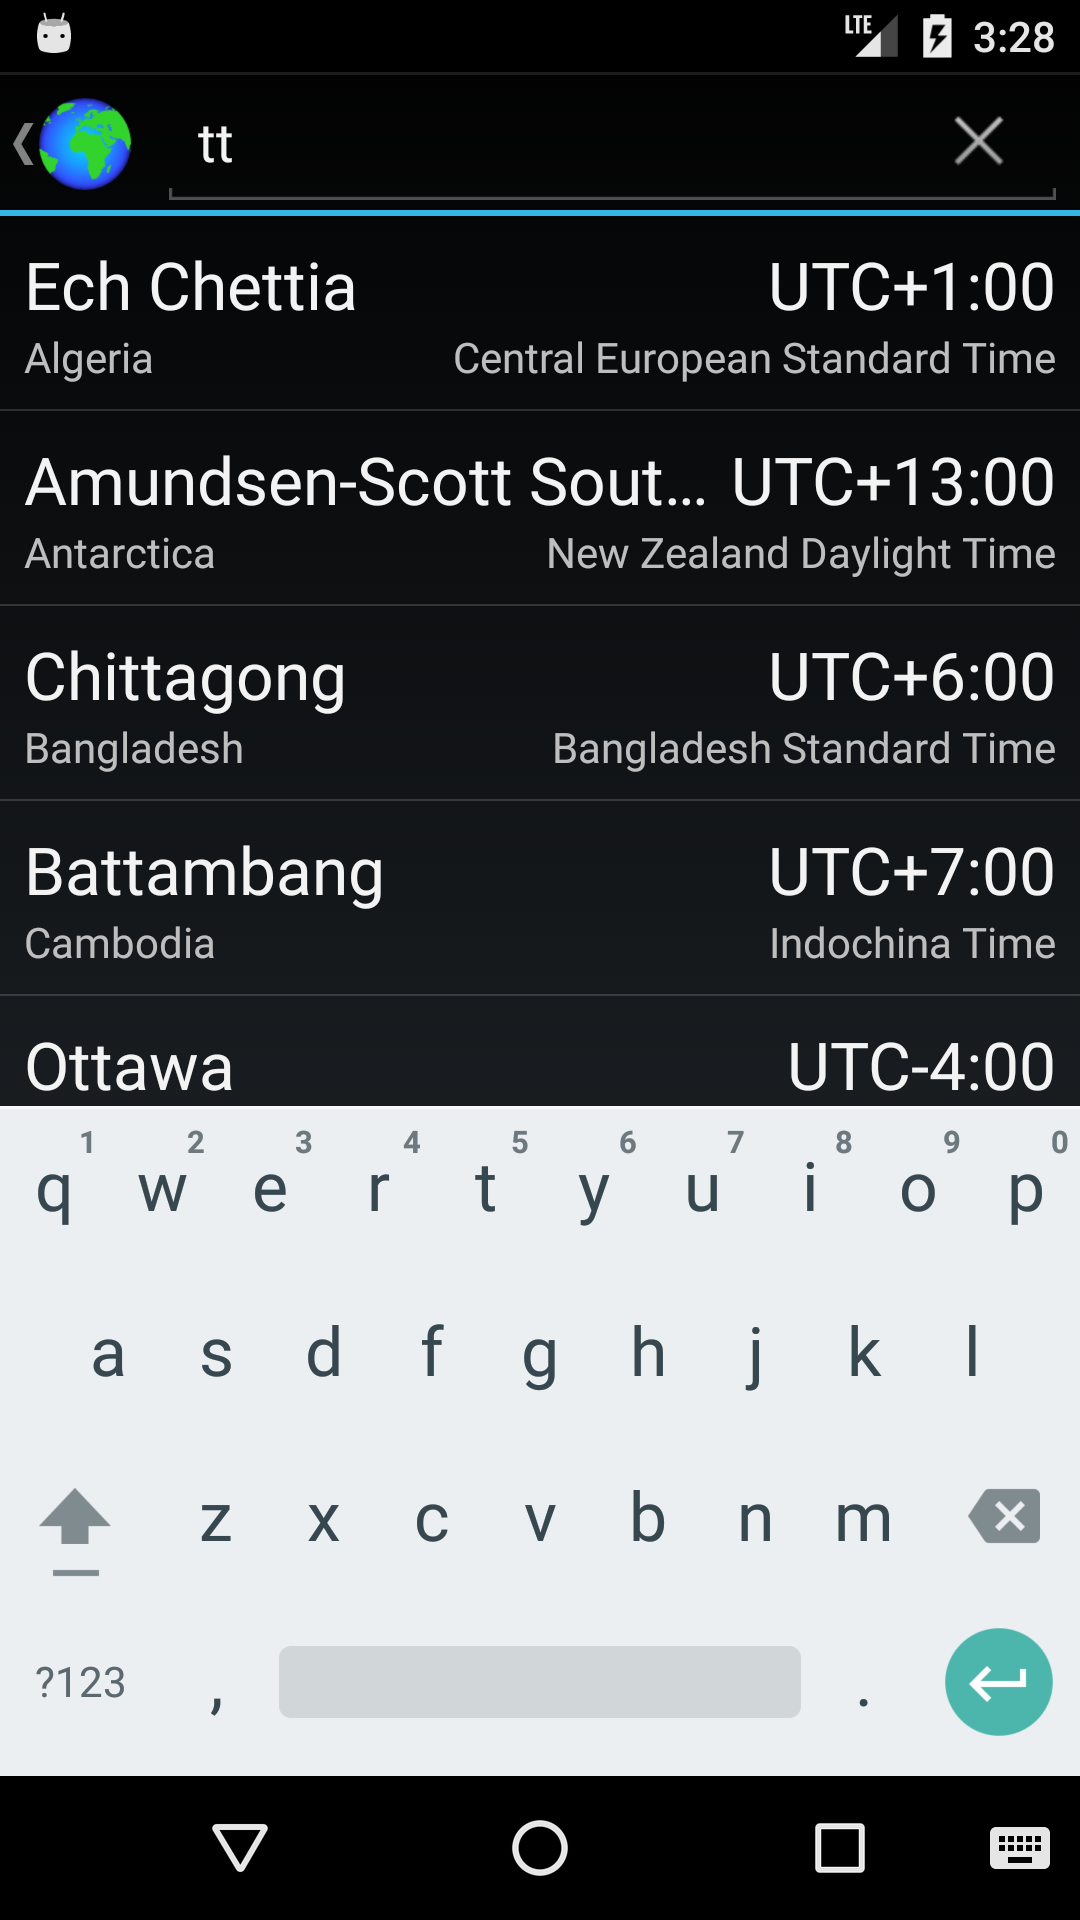 LTE 3:28
tt
Ech Chettia UTC+1:00
Algeria Central European Standard Time
Amundsen-Scott Sout... UTC+13:00
Antarctica New Zealand Daylight Time
Chittagong UTC+6:00
Bangladesh Bangladesh Standard Time
Battambang UTC+7:00
Cambodia Indochina Time
Ottawa UTC-4:00
1 2 3 4 5 6 7 8 9 0
q w e r t y u i o p
a s d f g h j k l
z x c v b n m
?123 , .